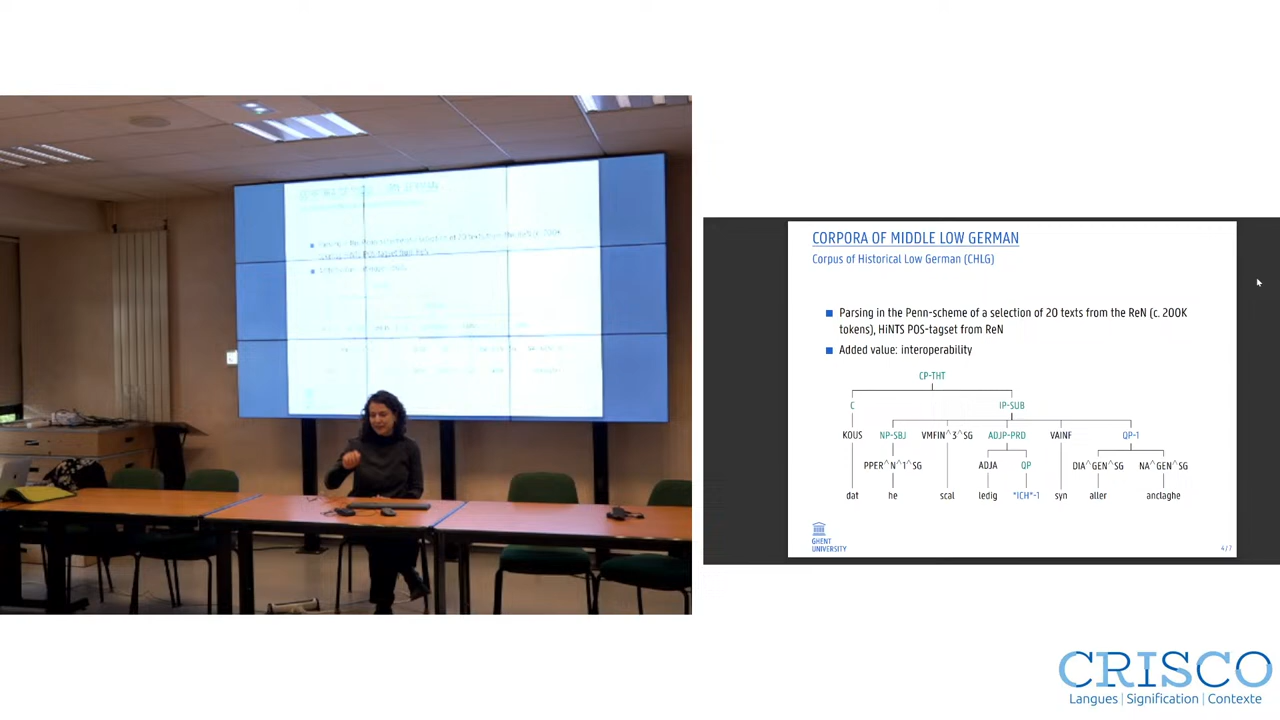 CORPORA OF MIDDLE LOW GERMAN
Corpus of Historical Low German (CHLG)
Parsing in the Penn-scheme of a selection of 20 texts from the ReN (c. 200K
tokens), HiNTS POS-tagset from ReN
Added value: interoperability
CP-THT
C IP-SUB
KOUS NP-SBJ VMFIN^3^SG ADJP-PRD VAINF QP-1
PPER^N^1^SG ADJA QP DIA^GEN^SG NA^GEN^SG
dat he scal ledig *ICH*-1 syn aller anclaghe
GHENT
UNIVERSITY
4/7
CRISCO
Langues | Signification | Contexte